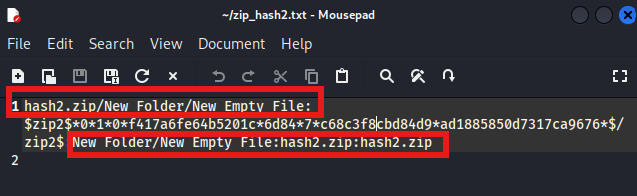 ~/zip_hash2.txt - Mousepad
File Edit Search View Document Help
1 hash2.zip/New Folder/New Empty File:
$zip2$*0*1*0*f417a6fe64b5201c*6d84*7*c68c3f8cbd84d9*ad1885850d7317ca9676*$/
zip2$ New Folder/New Empty File:hash2.zip:hash2.zip
2